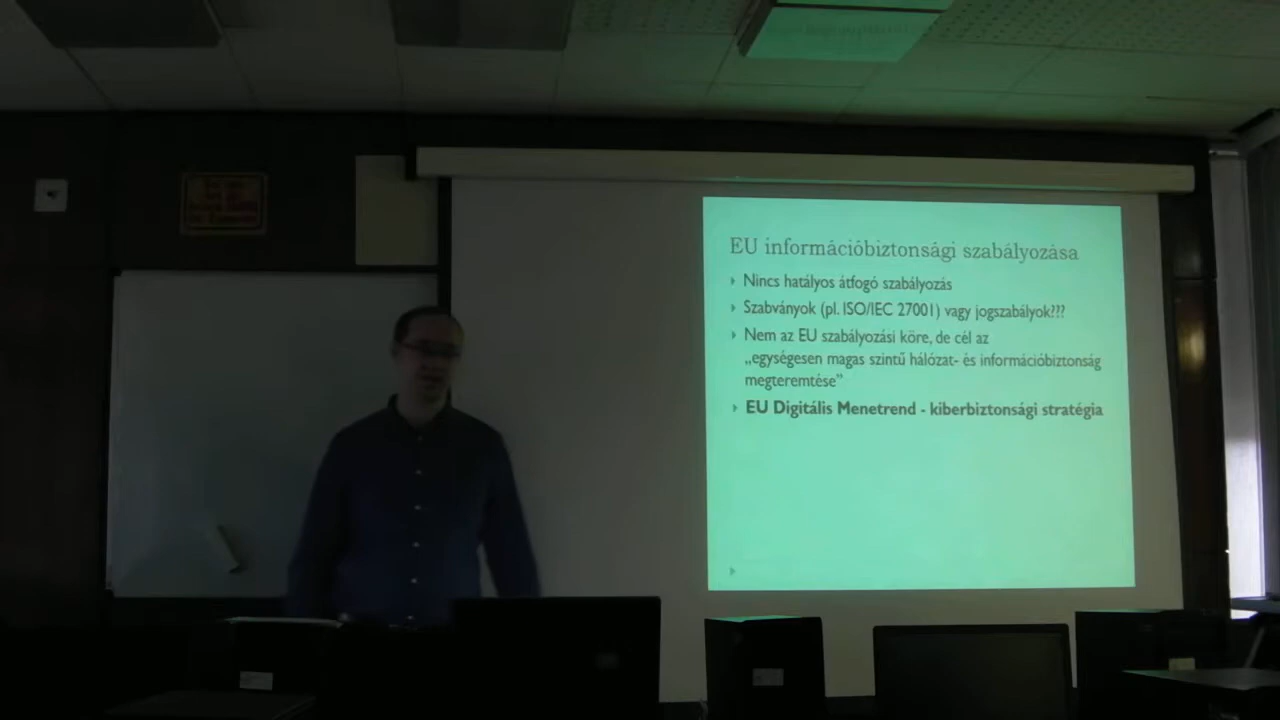 EU információbiztonsági szabályozása
Nincs hatályos átfogó szabályozás
Szabványok (pl. ISO/IEC 27001) vagy jogszabályok???
Nem az EU szabályozási köre, de cél az
„egységesen magas szintű hálózat- és információbiztonság
megteremtése”
EU Digitális Menetrend - kiberbiztonsági stratégia